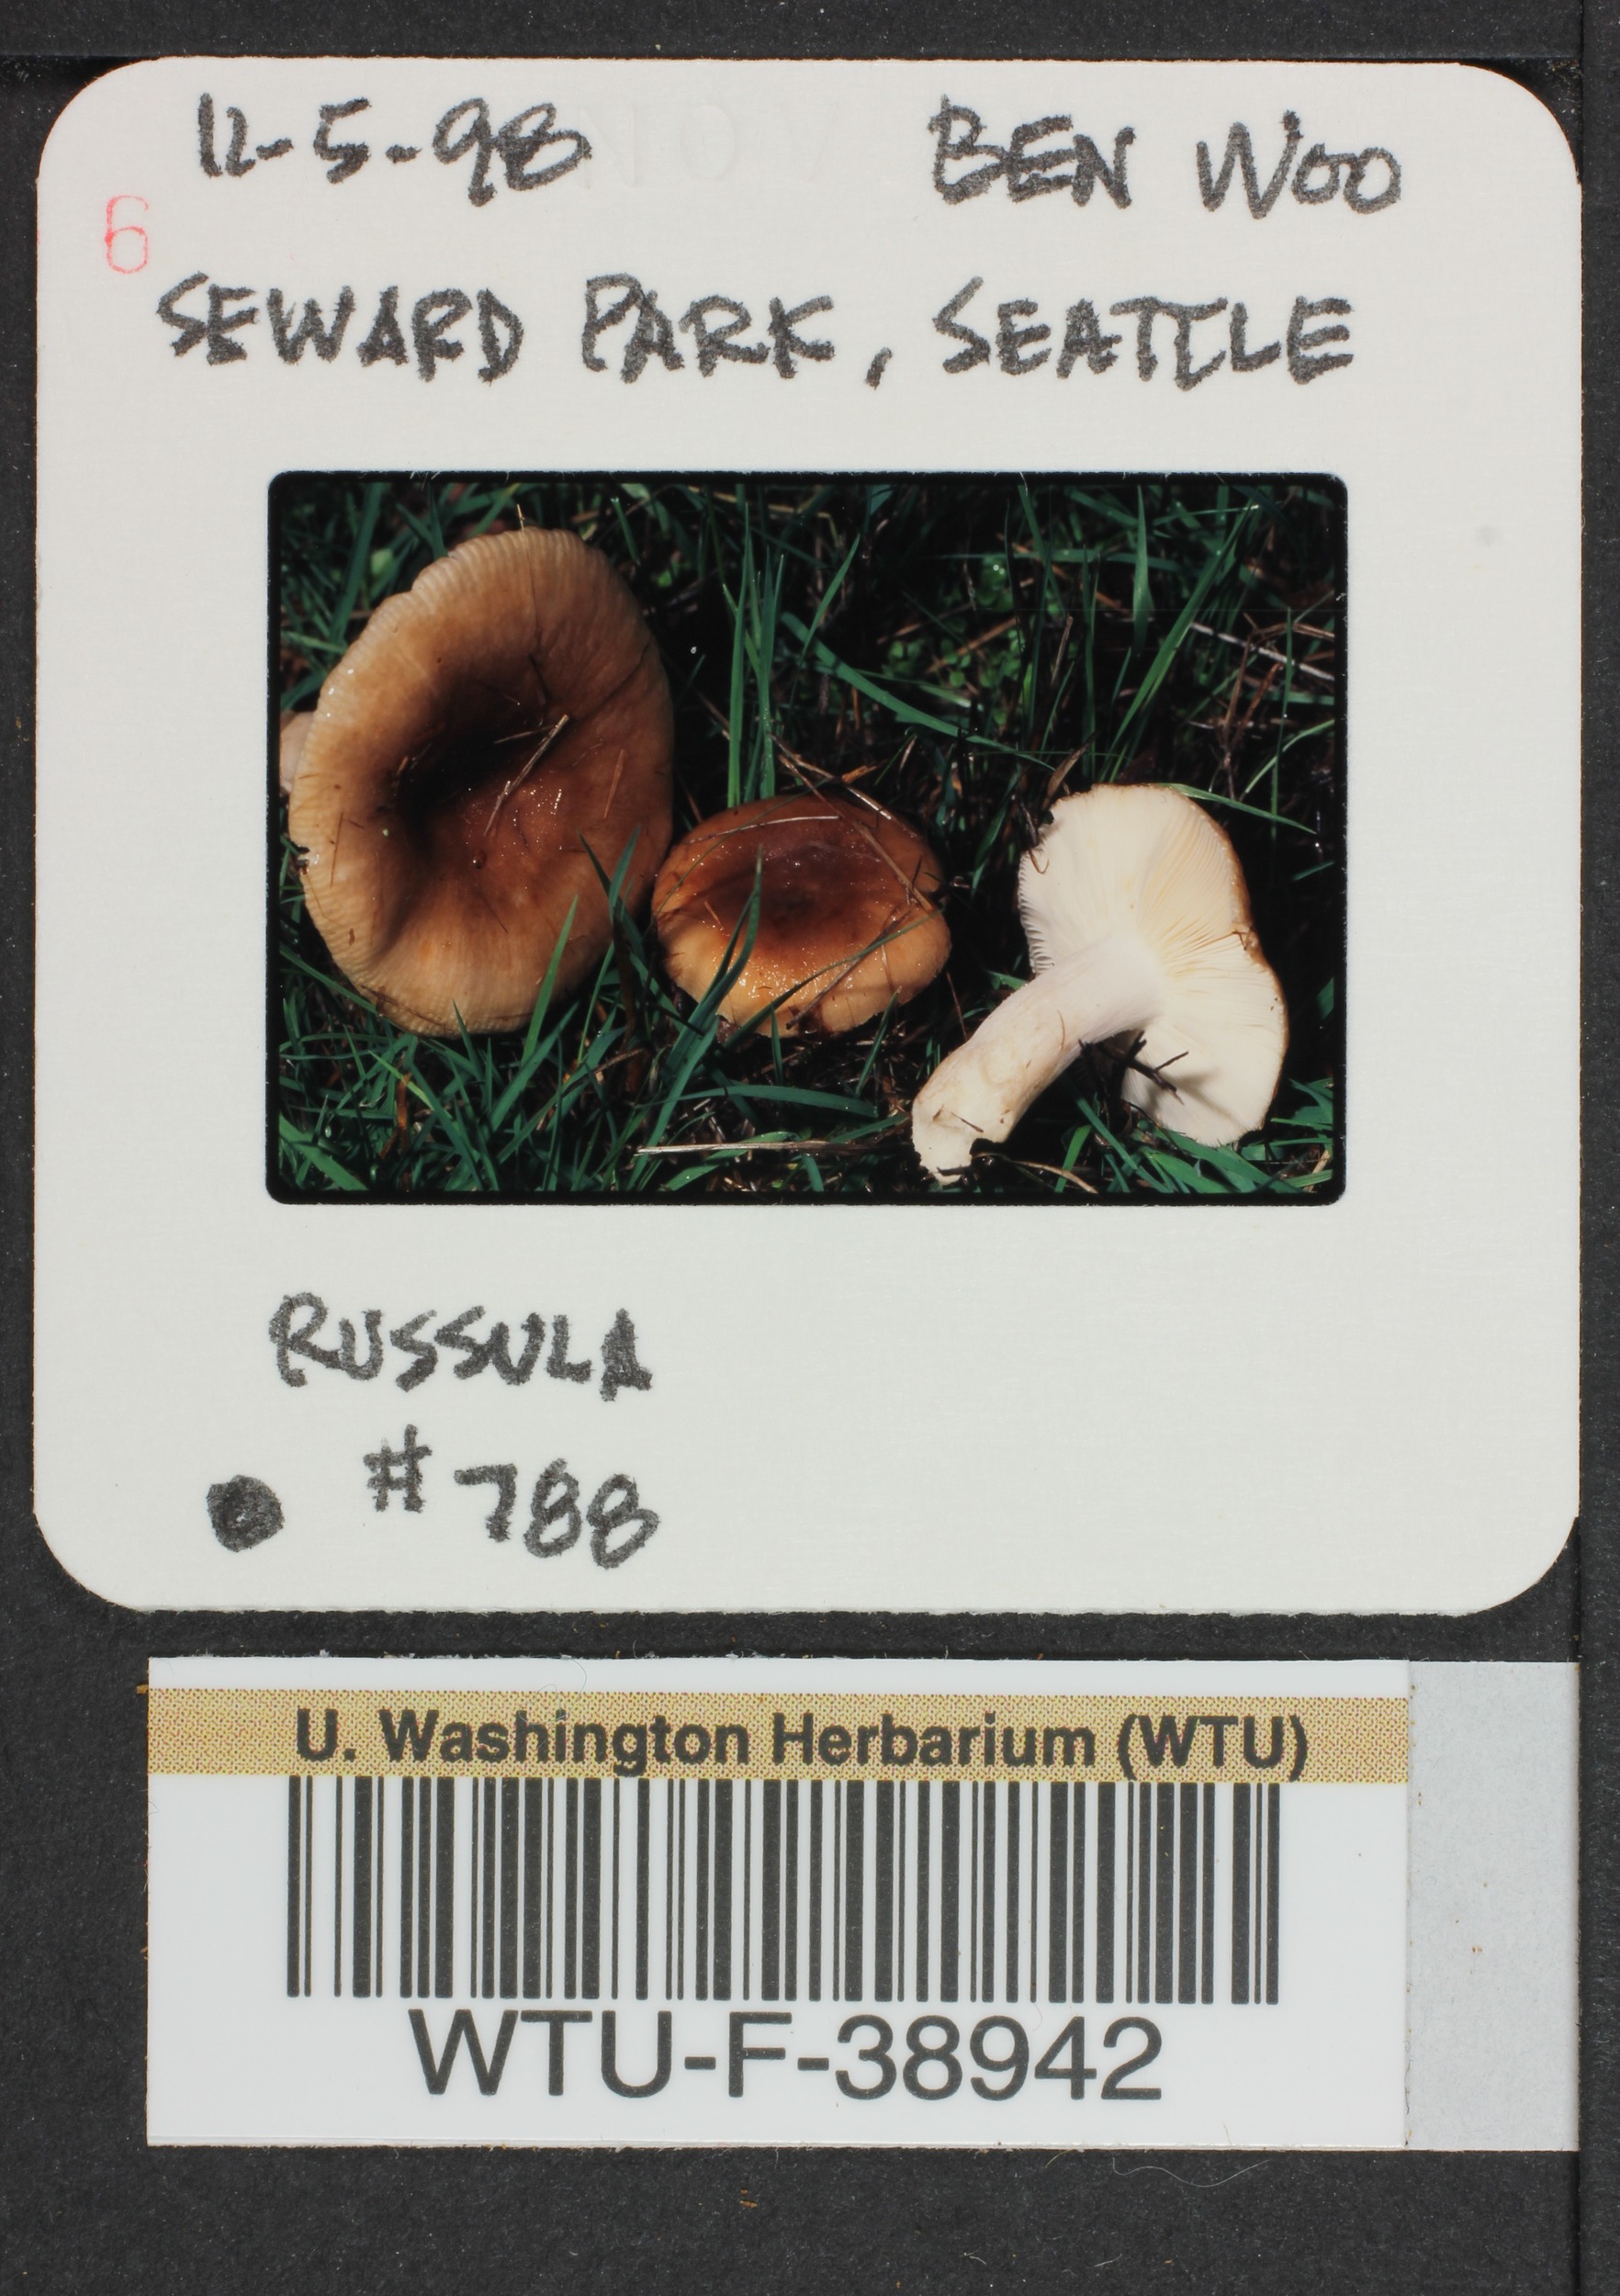 12-5-98 BEN WOO
6
SEWARD PARK, SEATTLE
RUSSULA
# 788
U. Washington Herbarium (WTU)
WTU-F-38942